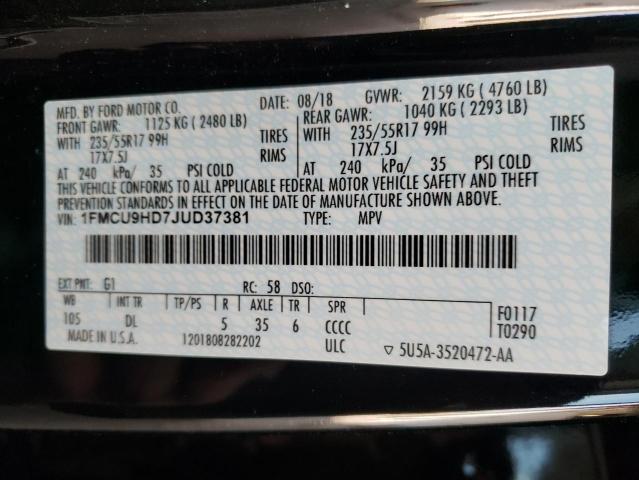 MFD. BY FORD MOTOR CO. DATE: 08/18 GVWR: 2159 KG ( 4760 LB)
FRONT GAWR: 1125 KG ( 2480 LB) REAR GAWR: 1040 KG ( 2293 LB)
WITH 235/55R17 99H TIRES WITH 235/55R17 99H TIRES
17X7.5J RIMS 17X7.5J RIMS
AT 240 kPa/ 35 PSI COLD AT 240 kPa/ 35 PSI COLD
THIS VEHICLE CONFORMS TO ALL APPLICABLE FEDERAL MOTOR VEHICLE SAFETY AND THEFT
PREVENTION STANDARDS IN EFFECT ON THE DATE OF MANUFACTURE SHOWN ABOVE.
VIN: 1FMCU9HD7JUD37381 TYPE: MPV
EXT PNT: G1 RC: 58 DSO:
WB INT TR TP/PS R AXLE TR SPR F0117
105 DL 5 35 6 CCCC T0290
MADE IN U.S.A. 1201808282202 ULC ▽ 5U5A-3520472-AA